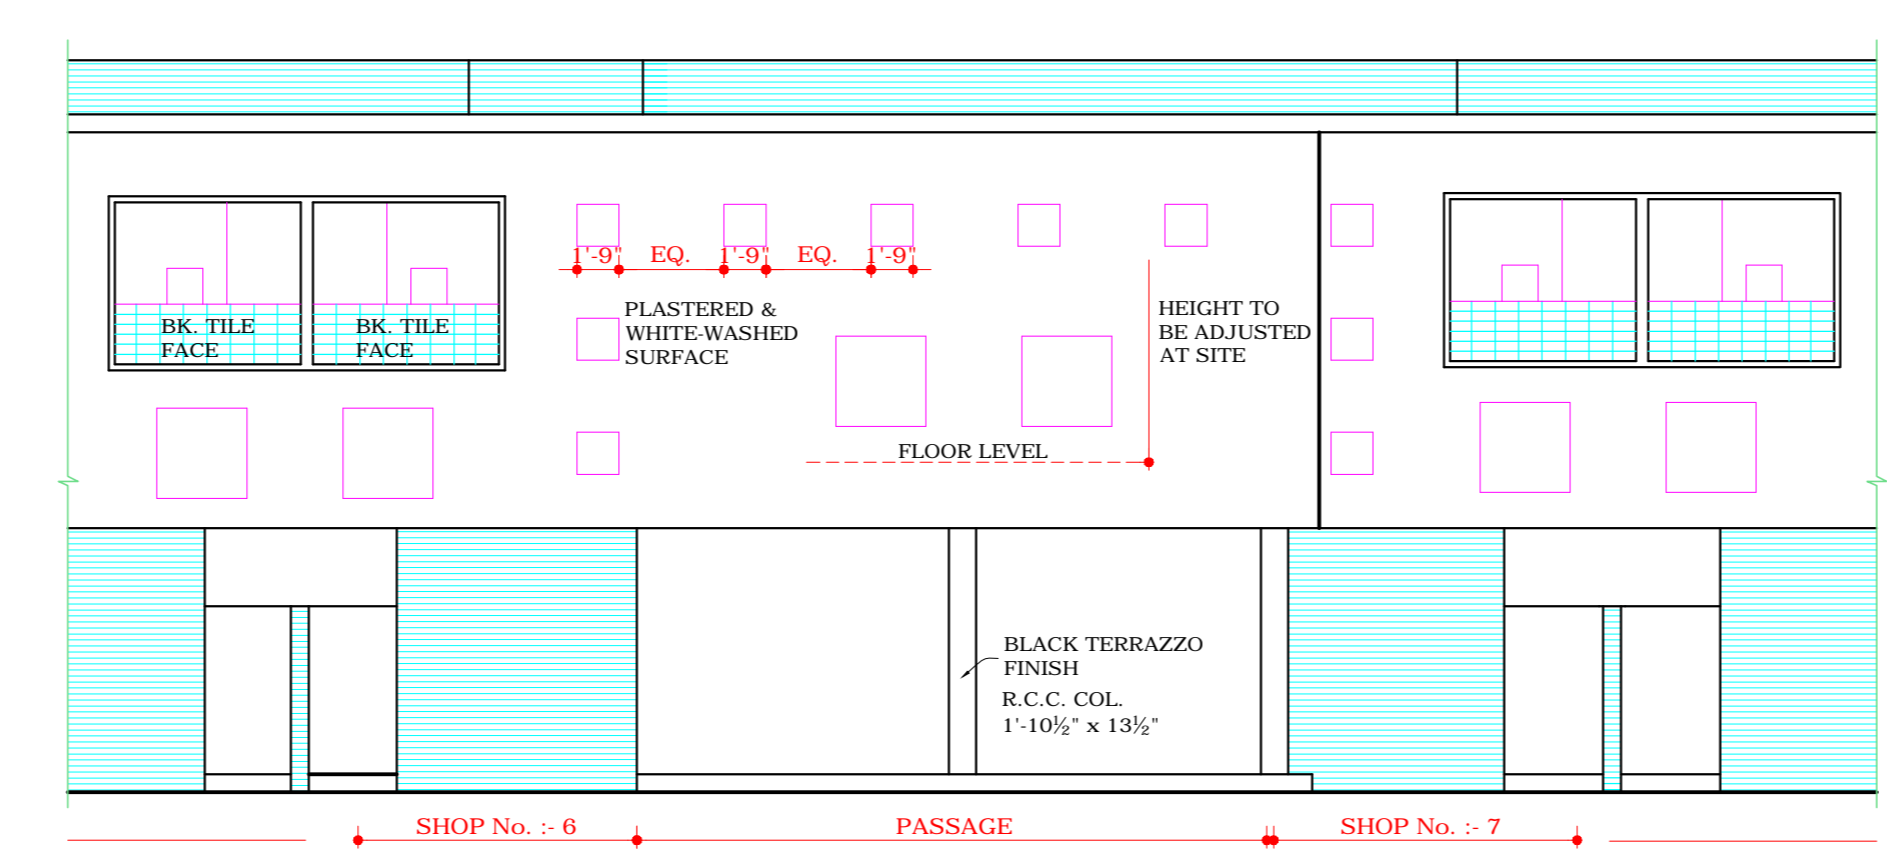 1'-9" EQ. 1'-9" EQ. 1'-9"
PLASTERED &
WHITE-WASHED
SURFACE
HEIGHT TO
BE ADJUSTED
AT SITE
BK. TILE
FACE
BK. TILE
FACE
FLOOR LEVEL
BLACK TERRAZZO
FINISH
R.C.C. COL.
1'-10½" x 13½"
SHOP No. :- 6
PASSAGE
SHOP No. :- 7